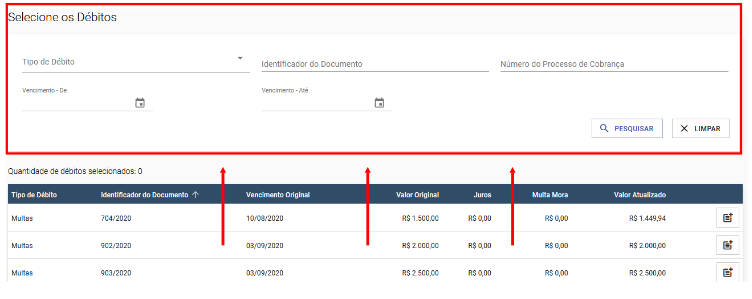 Selecione os Débitos
Tipo de Débito Identificador do Documento Número do Processo de Cobrança
Vencimento - De Vencimento - Até
PESQUISAR LIMPAR
Quantidade de débitos selecionados: 0
Tipo de Débito Identificador do Documento Vencimento Original Valor Original Juros Multa Mora Valor Atualizado
Multas 704/2020 10/08/2020 R$ 1.500,00 R$ 0,00 R$ 0,00 R$ 1.449,94
Multas 902/2020 03/09/2020 R$ 2.000,00 R$ 0,00 R$ 0,00 R$ 2.000,00
Multas 903/2020 03/09/2020 R$ 2.500,00 R$ 0,00 R$ 0,00 R$ 2.500,00